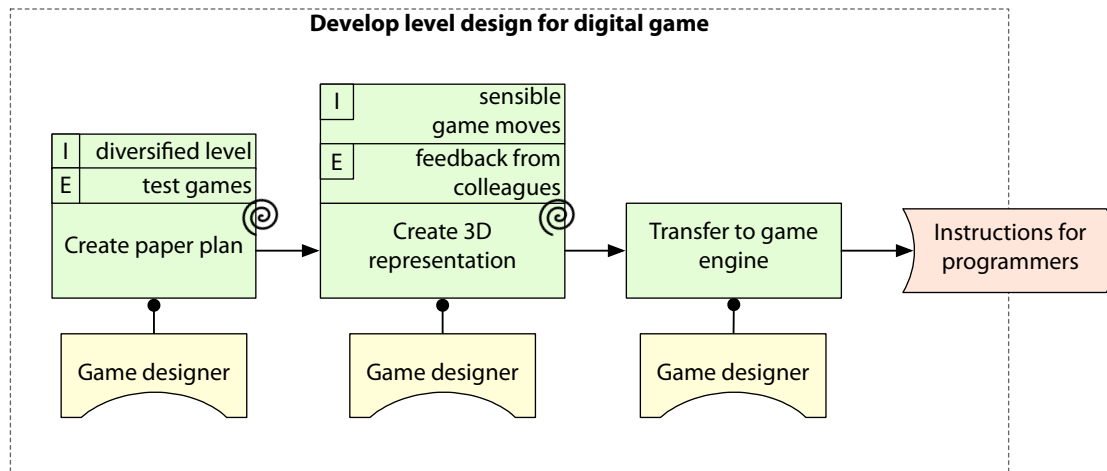 Develop level design for digital game
I
sensible
game moves
E
feedback from
colleagues
I
diversified level
E
test games
Create paper plan
Create 3D
representation
Transfer to game
engine
Instructions for
programmers
Game designer
Game designer
Game designer